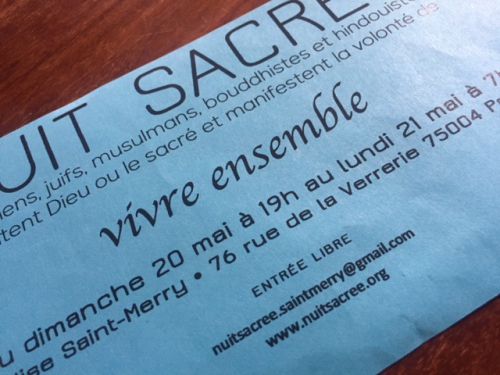 UIT SACRE
iens, juifs, musulmans, bouddhistes et hindouiste
tent Dieu ou le sacré et manifestent la volonté de
vivre ensemble
u dimanche 20 mai à 19h au lundi 21 mai à 7h
lise Saint-Merry • 76 rue de la Verrerie 75004 P
ENTRÉE LIBRE
nuitsacree.saintmerry@gmail.com
www.nuitsacree.org